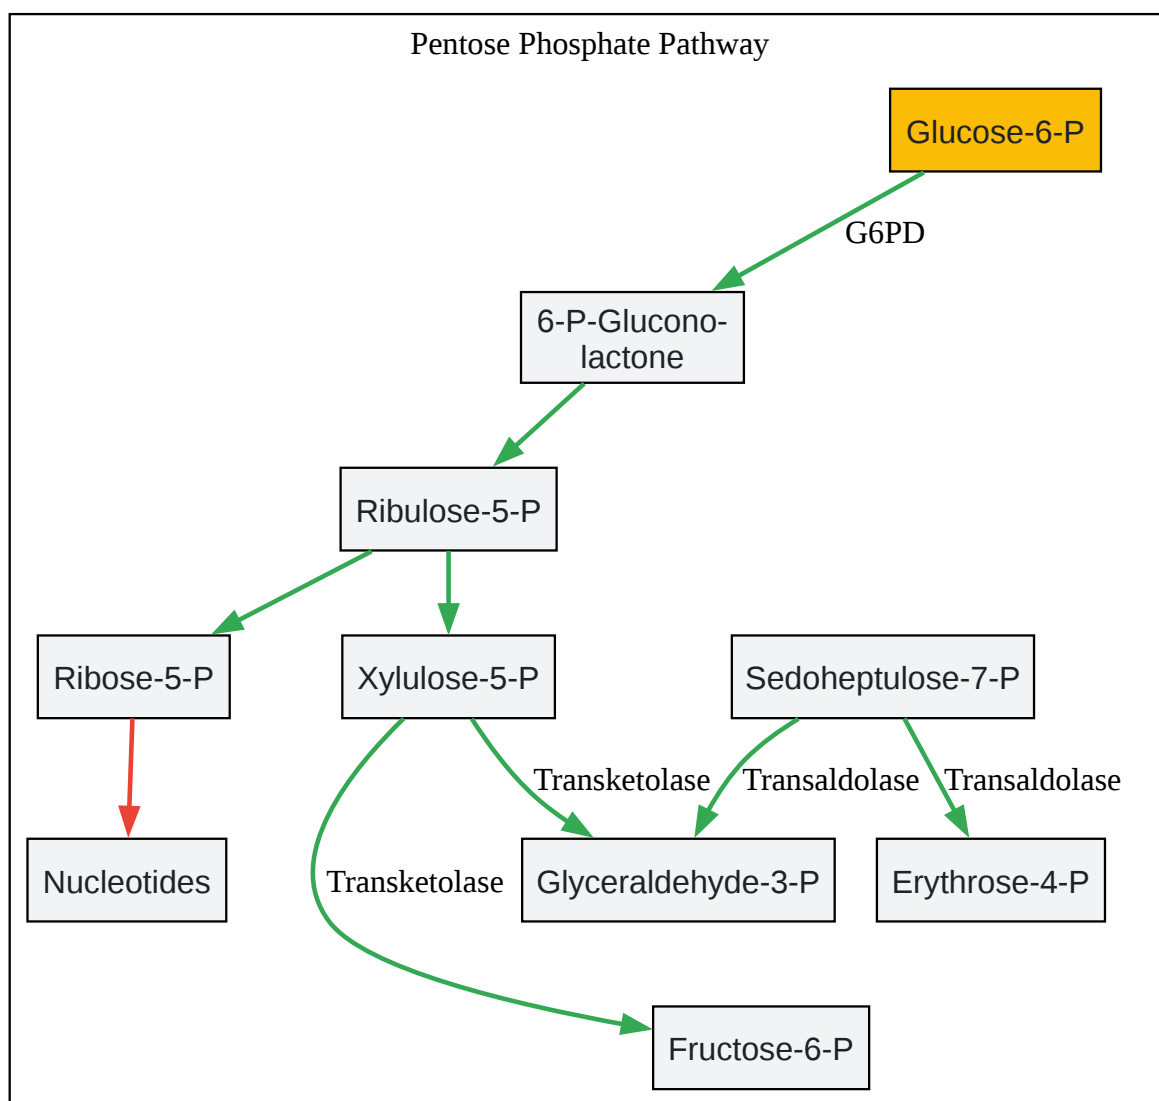 Pentose Phosphate Pathway
Glucose-6-P
G6PD
6-P-Glucono-
lactone
Ribulose-5-P
Ribose-5-P
Xylulose-5-P
Sedoheptulose-7-P
Transketolase
Transaldolase
Transaldolase
Nucleotides
Transketolase
Glyceraldehyde-3-P
Erythrose-4-P
Fructose-6-P